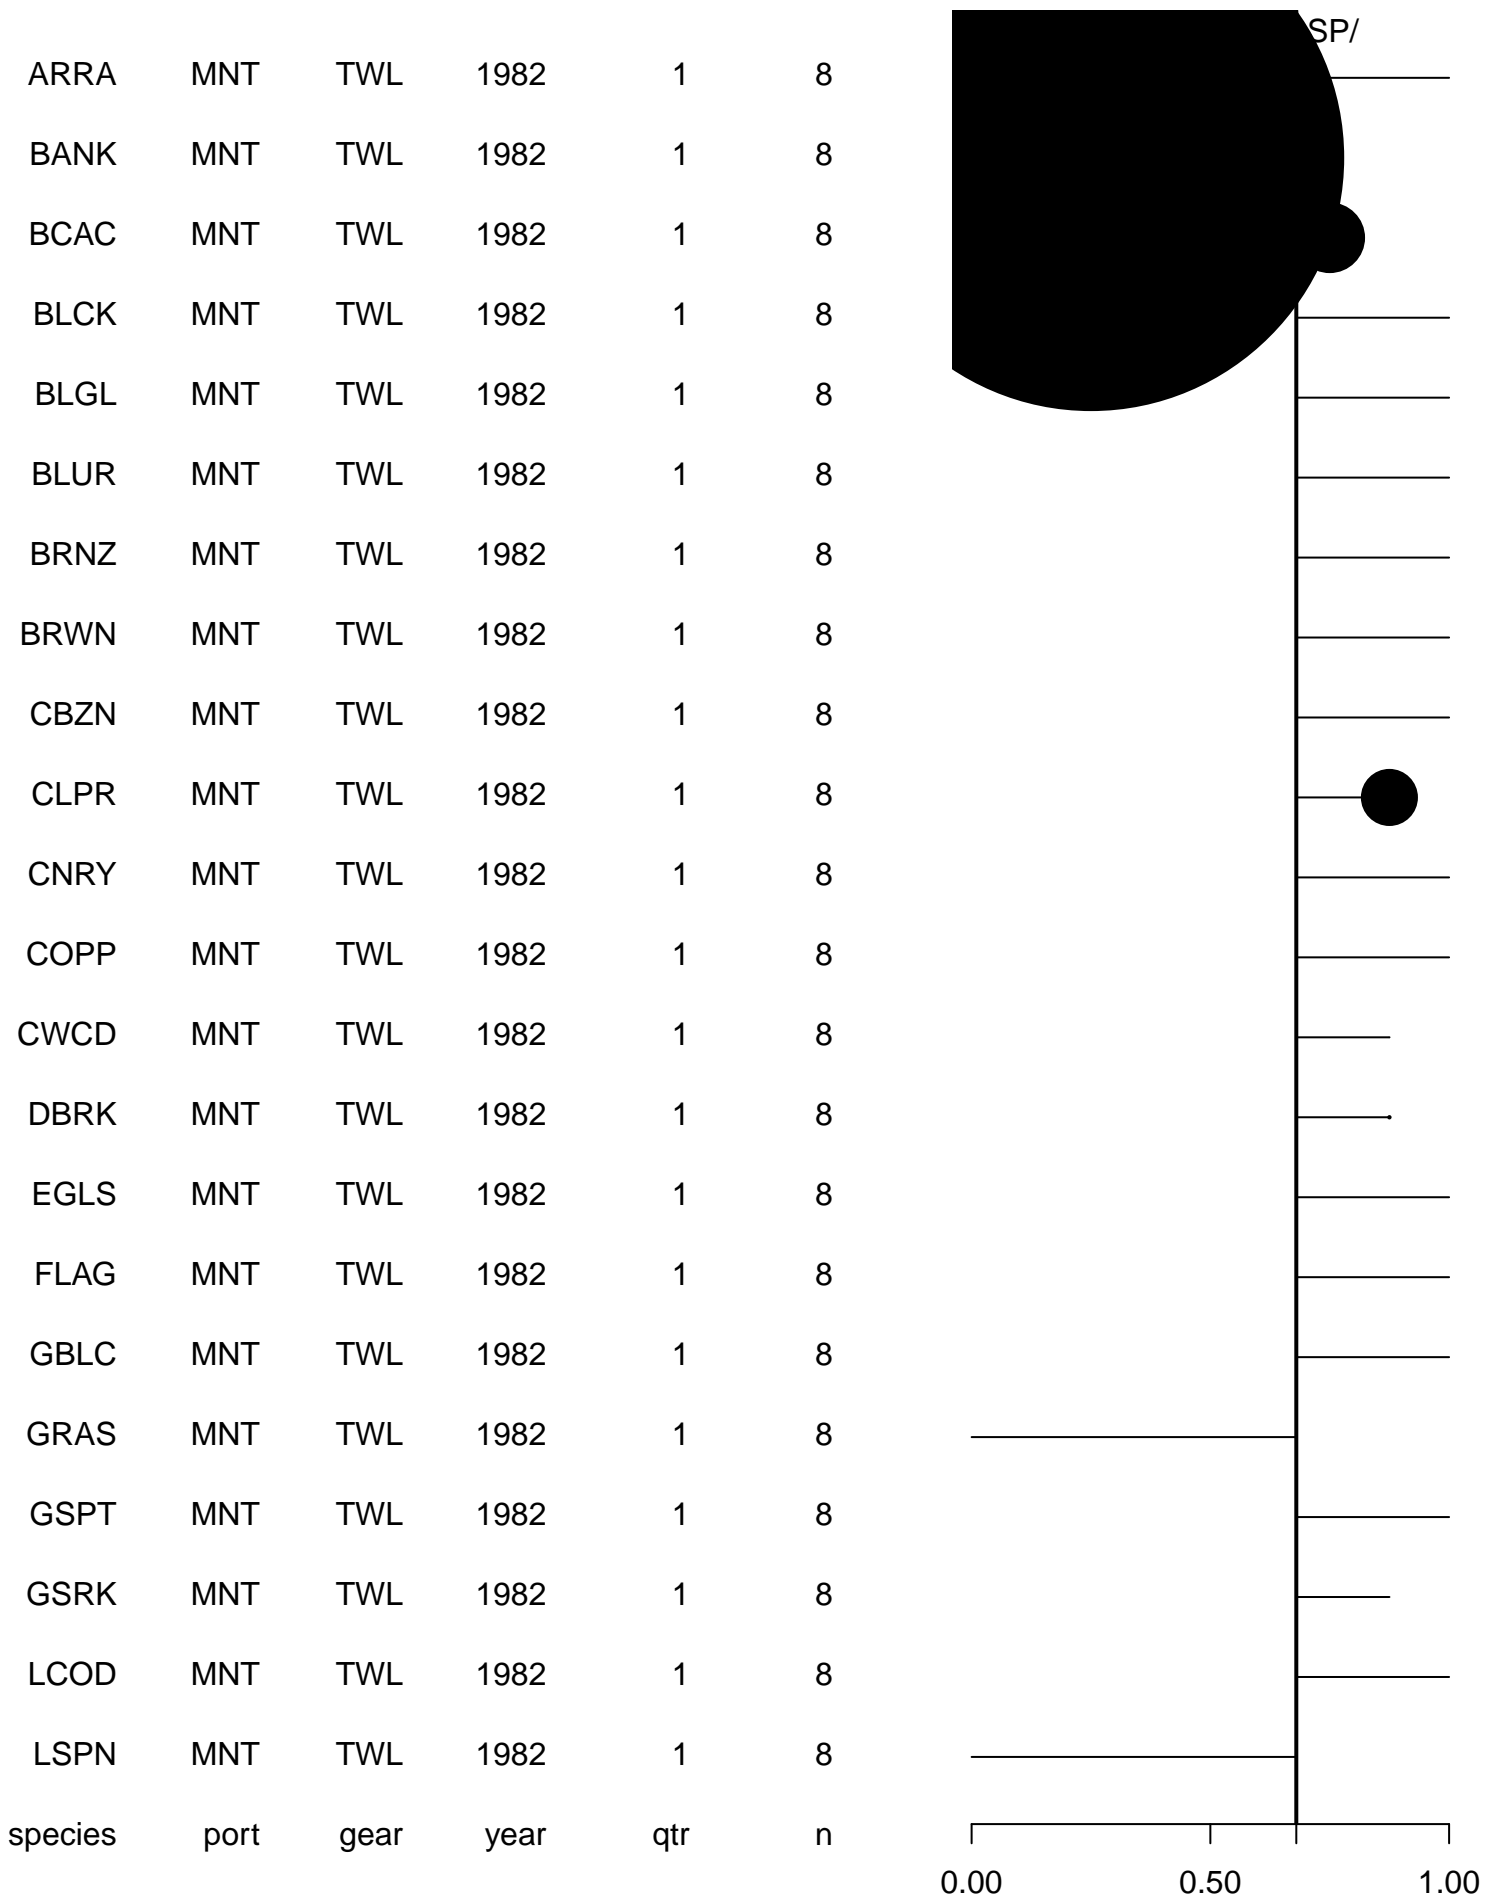 SP/
ARRA MNT TWL 1982 1 8
BANK MNT TWL 1982 1 8
BCAC MNT TWL 1982 1 8
BLCK MNT TWL 1982 1 8
BLGL MNT TWL 1982 1 8
BLUR MNT TWL 1982 1 8
BRNZ MNT TWL 1982 1 8
BRWN MNT TWL 1982 1 8
CBZN MNT TWL 1982 1 8
CLPR MNT TWL 1982 1 8
CNRY MNT TWL 1982 1 8
COPP MNT TWL 1982 1 8
CWCD MNT TWL 1982 1 8
DBRK MNT TWL 1982 1 8
EGLS MNT TWL 1982 1 8
FLAG MNT TWL 1982 1 8
GBLC MNT TWL 1982 1 8
GRAS MNT TWL 1982 1 8
GSPT MNT TWL 1982 1 8
GSRK MNT TWL 1982 1 8
LCOD MNT TWL 1982 1 8
LSPN MNT TWL 1982 1 8
species port gear year qtr n
0.00 0.50 1.00